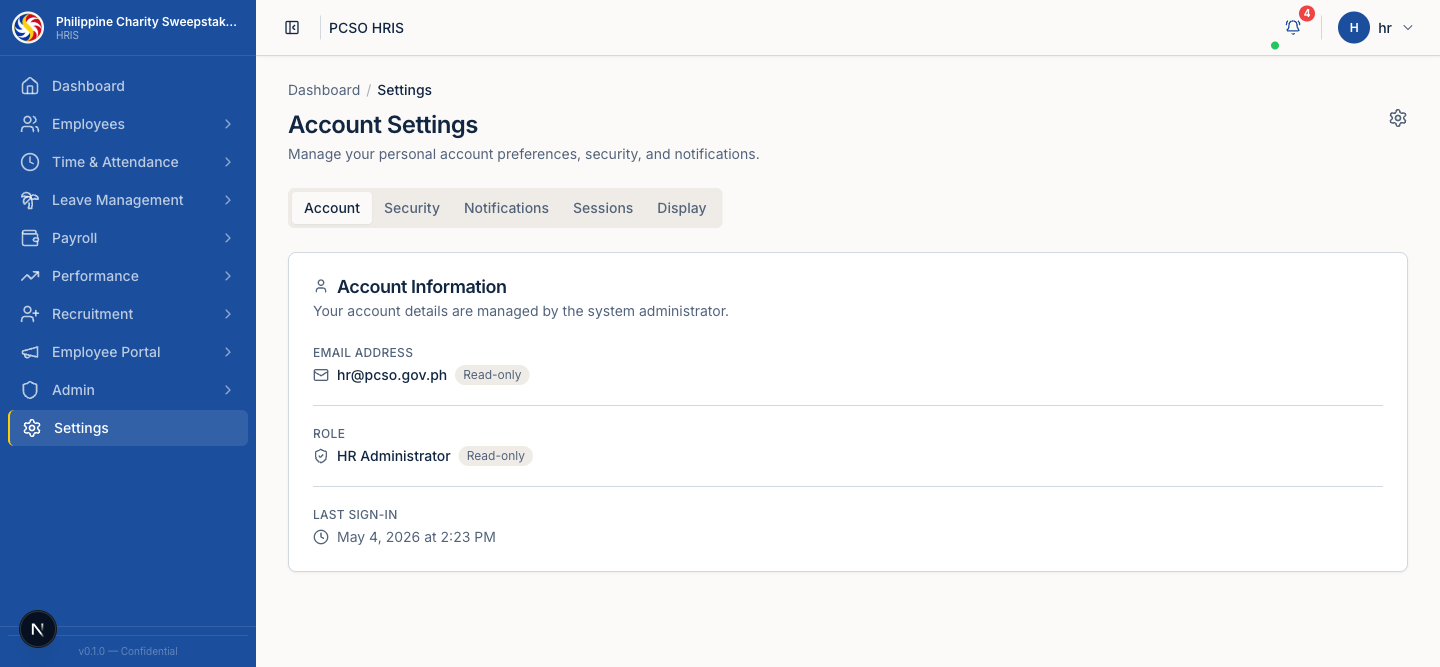 Philippine Charity Sweepstak...
HRIS
Dashboard
Employees
Time & Attendance
Leave Management
Payroll
Performance
Recruitment
Employee Portal
Admin
Settings
N
v0.1.0 — Confidential
PCSO HRIS
4
H
hr
Dashboard / Settings
Account Settings
Manage your personal account preferences, security, and notifications.
Account Security Notifications Sessions Display
Account Information
Your account details are managed by the system administrator.
EMAIL ADDRESS
hr@pcso.gov.ph Read-only
ROLE
HR Administrator Read-only
LAST SIGN-IN
May 4, 2026 at 2:23 PM